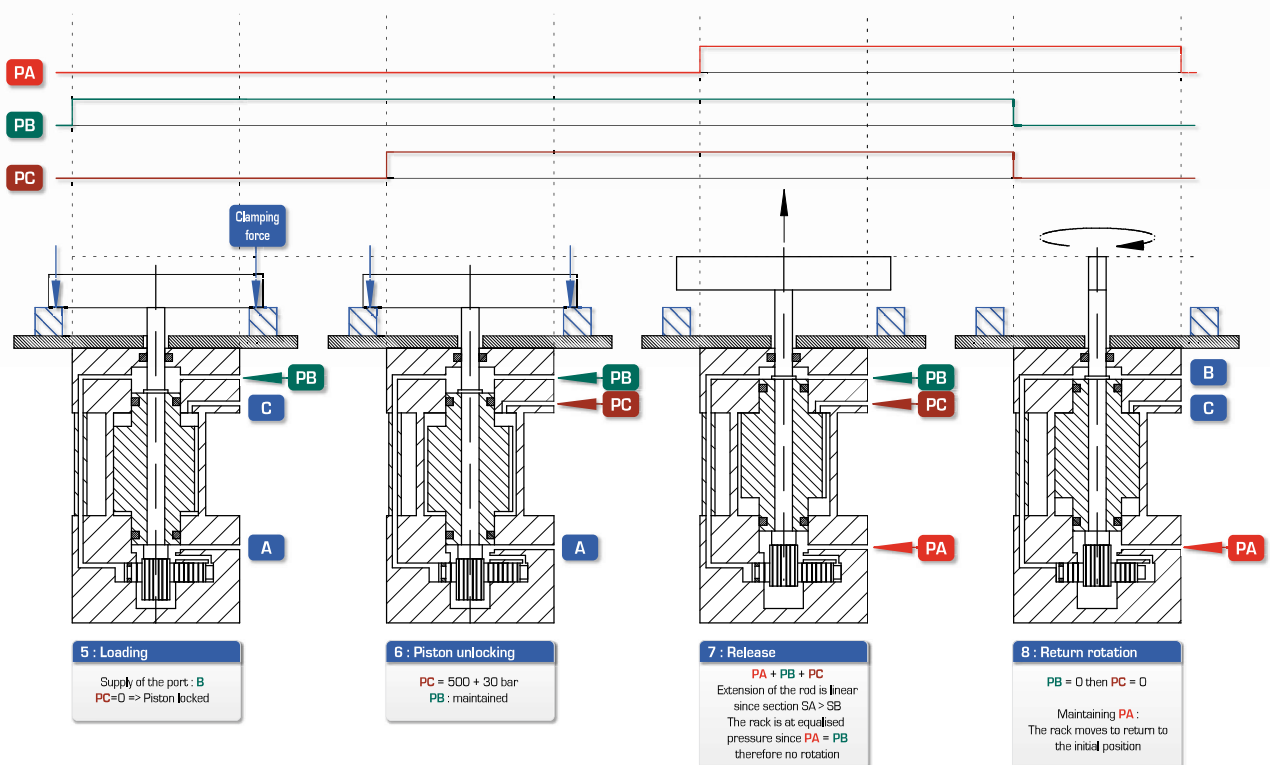 PA
PB
PC
Clamping
force
PB
C
A
PB
PC
A
PB
PC
PA
B
C
PA
5 : Loading
Supply of the port : B
PC=0 => Piston locked
6 : Piston unlocking
PC = 500 + 30 bar
PB : maintained
7 : Release
PA + PB + PC
Extension of the rod is linear
since section SA > SB
The rack is at equalised
pressure since PA = PB
therefore no rotation
8 : Return rotation
PB = 0 then PC = 0
Maintaining PA :
The rack moves to return to
the initial position